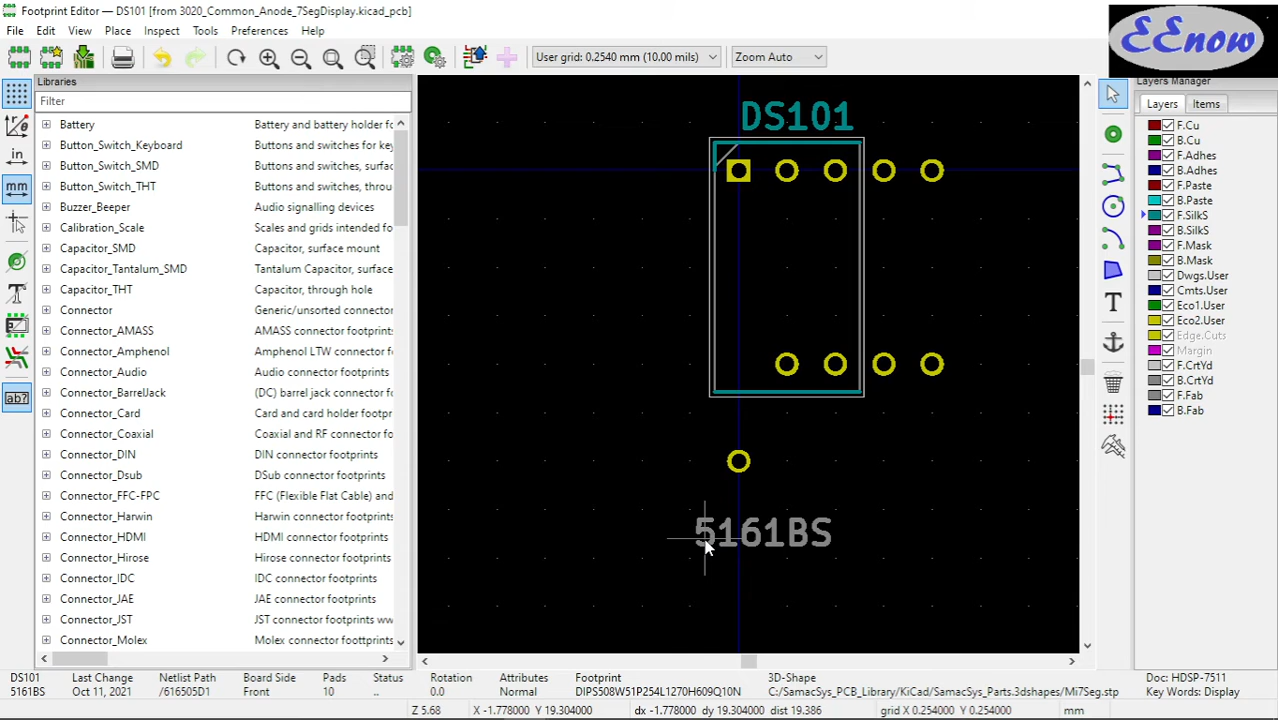 Footprint Editor — DS101 [from 3020_Common_Anode_7SegDisplay.kicad_pcb]
EEnow
File Edit View Place Inspect Tools Preferences Help
User grid: 0.2540 mm (10.00 mils) Zoom Auto
Libraries
Filter
Battery Battery and battery holder fo
Button_Switch_Keyboard Buttons and switches for key
Button_Switch_SMD Buttons and switches, surfac
Button_Switch_THT Buttons and switches, throu
Buzzer_Beeper Audio signalling devices
Calibration_Scale Scales and grids intended fo
Capacitor_SMD Capacitor, surface mount
Capacitor_Tantalum_SMD Tantalum Capacitor, surface
Capacitor_THT Capacitor, through hole
Connector Generic/unsorted connector
Connector_AMASS AMASS connector footprints
Connector_Amphenol Amphenol LTW connector fo
Connector_Audio Audio connector footprints
Connector_BarrelJack (DC) barrel jack connector fo
Connector_Card Card and card holder footpr
Connector_Coaxial Coaxial and RF connector fo
Connector_DIN DIN connector footprints
Connector_Dsub DSub connector footprints
Connector_FFC-FPC FFC (Flexible Flat Cable) and
Connector_Harwin Harwin connector footprints
Connector_HDMI HDMI connector footprints
Connector_Hirose Hirose connector footprints
Connector_IDC IDC connector footprints
Connector_JAE JAE connector footprints
Connector_JST JST connector footprints ww
Connector_Molex Molex connector foottprints
in
mm
ab?
DS101
5161BS
T
Layers Manager
Layers Items
F.Cu
B.Cu
F.Adhes
B.Adhes
F.Paste
B.Paste
F.SilkS
B.SilkS
F.Mask
B.Mask
Dwgs.User
Cmts.User
Eco1.User
Eco2.User
Edge.Cuts
Margin
F.CrtYd
B.CrtYd
F.Fab
B.Fab
DS101 Last Change Netlist Path Board Side Pads Status Rotation Attributes Footprint 3D-Shape Doc: HDSP-7511
5161BS Oct 11, 2021 /616505D1 Front 10 .. 0.0 Normal DIPS508W51P254L1270H609Q10N C:/SamacSys_PCB_Library/KiCad/SamacSys_Parts.3dshapes/Mi7Seg.stp Key Words: Display
Z 5.68 X -1.778000 Y 19.304000 dx -1.778000 dy 19.304000 dist 19.386 grid X 0.254000 Y 0.254000 mm